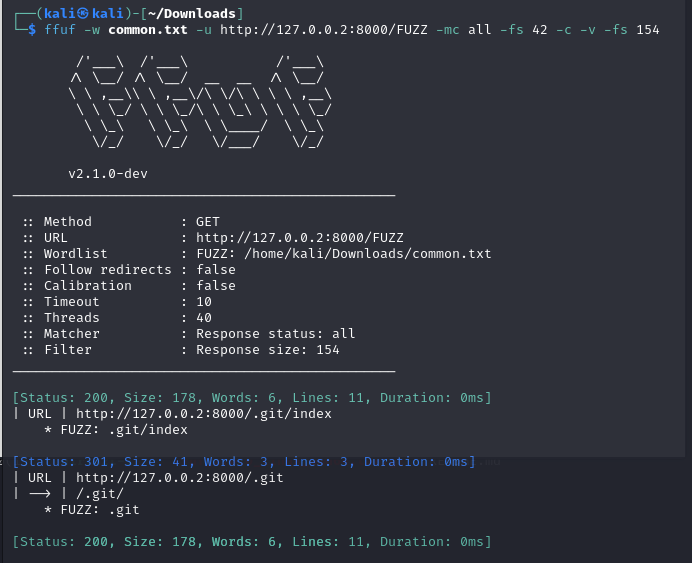 ┌──(kali㉿kali)-[~/Downloads]
└─$ ffuf -w common.txt -u http://127.0.0.2:8000/FUZZ -mc all -fs 42 -c -v -fs 154
        /'___\  /'___\           /'___\
       /\ \__/ /\ \__/  __  __  /\ \__/
       \ \ ,__\\ \ ,__\/\ \/\ \ \ \ ,__\
        \ \ \_/ \ \ \_/\ \ \_\ \ \ \ \_/
         \ \_\   \ \_\  \ \____/  \ \_\
          \/_/    \/_/   \/___/    \/_/
       v2.1.0-dev
________________________________________________
 :: Method           : GET
 :: URL              : http://127.0.0.2:8000/FUZZ
 :: Wordlist         : FUZZ: /home/kali/Downloads/common.txt
 :: Follow redirects : false
 :: Calibration      : false
 :: Timeout          : 10
 :: Threads          : 40
 :: Matcher          : Response status: all
 :: Filter           : Response size: 154
________________________________________________
[Status: 200, Size: 178, Words: 6, Lines: 11, Duration: 0ms]
| URL | http://127.0.0.2:8000/.git/index
    * FUZZ: .git/index
[Status: 301, Size: 41, Words: 3, Lines: 3, Duration: 0ms]
| URL | http://127.0.0.2:8000/.git
| --> | /.git/
    * FUZZ: .git
[Status: 200, Size: 178, Words: 6, Lines: 11, Duration: 0ms]